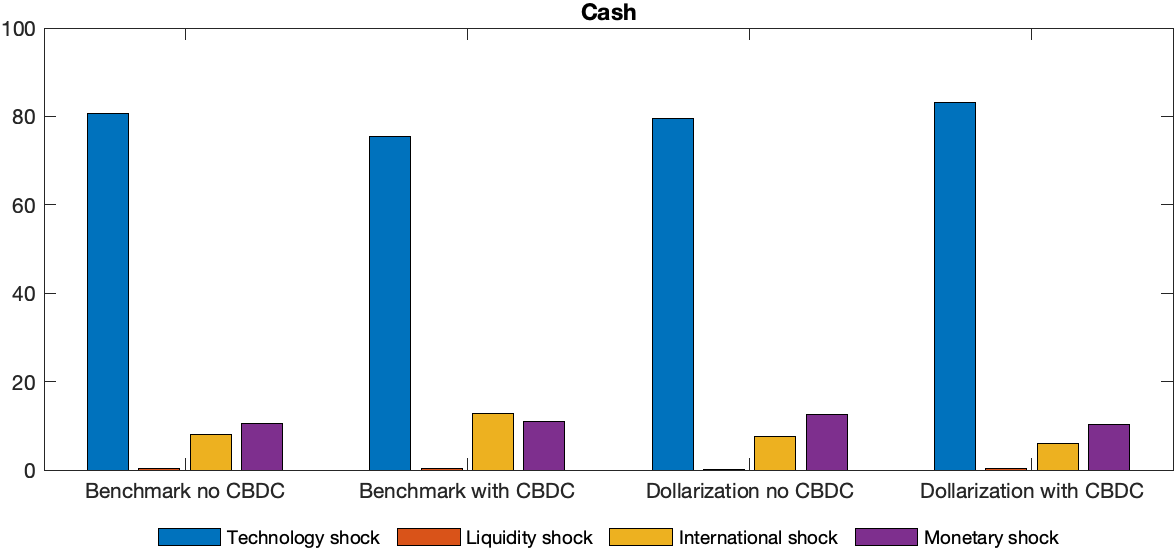 Cash
100
80
60
40
20
0
Benchmark no CBDC Benchmark with CBDC Dollarization no CBDC Dollarization with CBDC
Technology shock Liquidity shock International shock Monetary shock